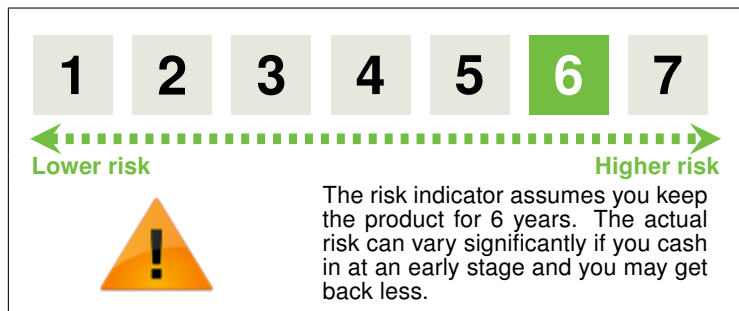 1 2 3 4 5 6 7
Lower risk Higher risk
!
The risk indicator assumes you keep
the product for 6 years. The actual
risk can vary significantly if you cash
in at an early stage and you may get
back less.